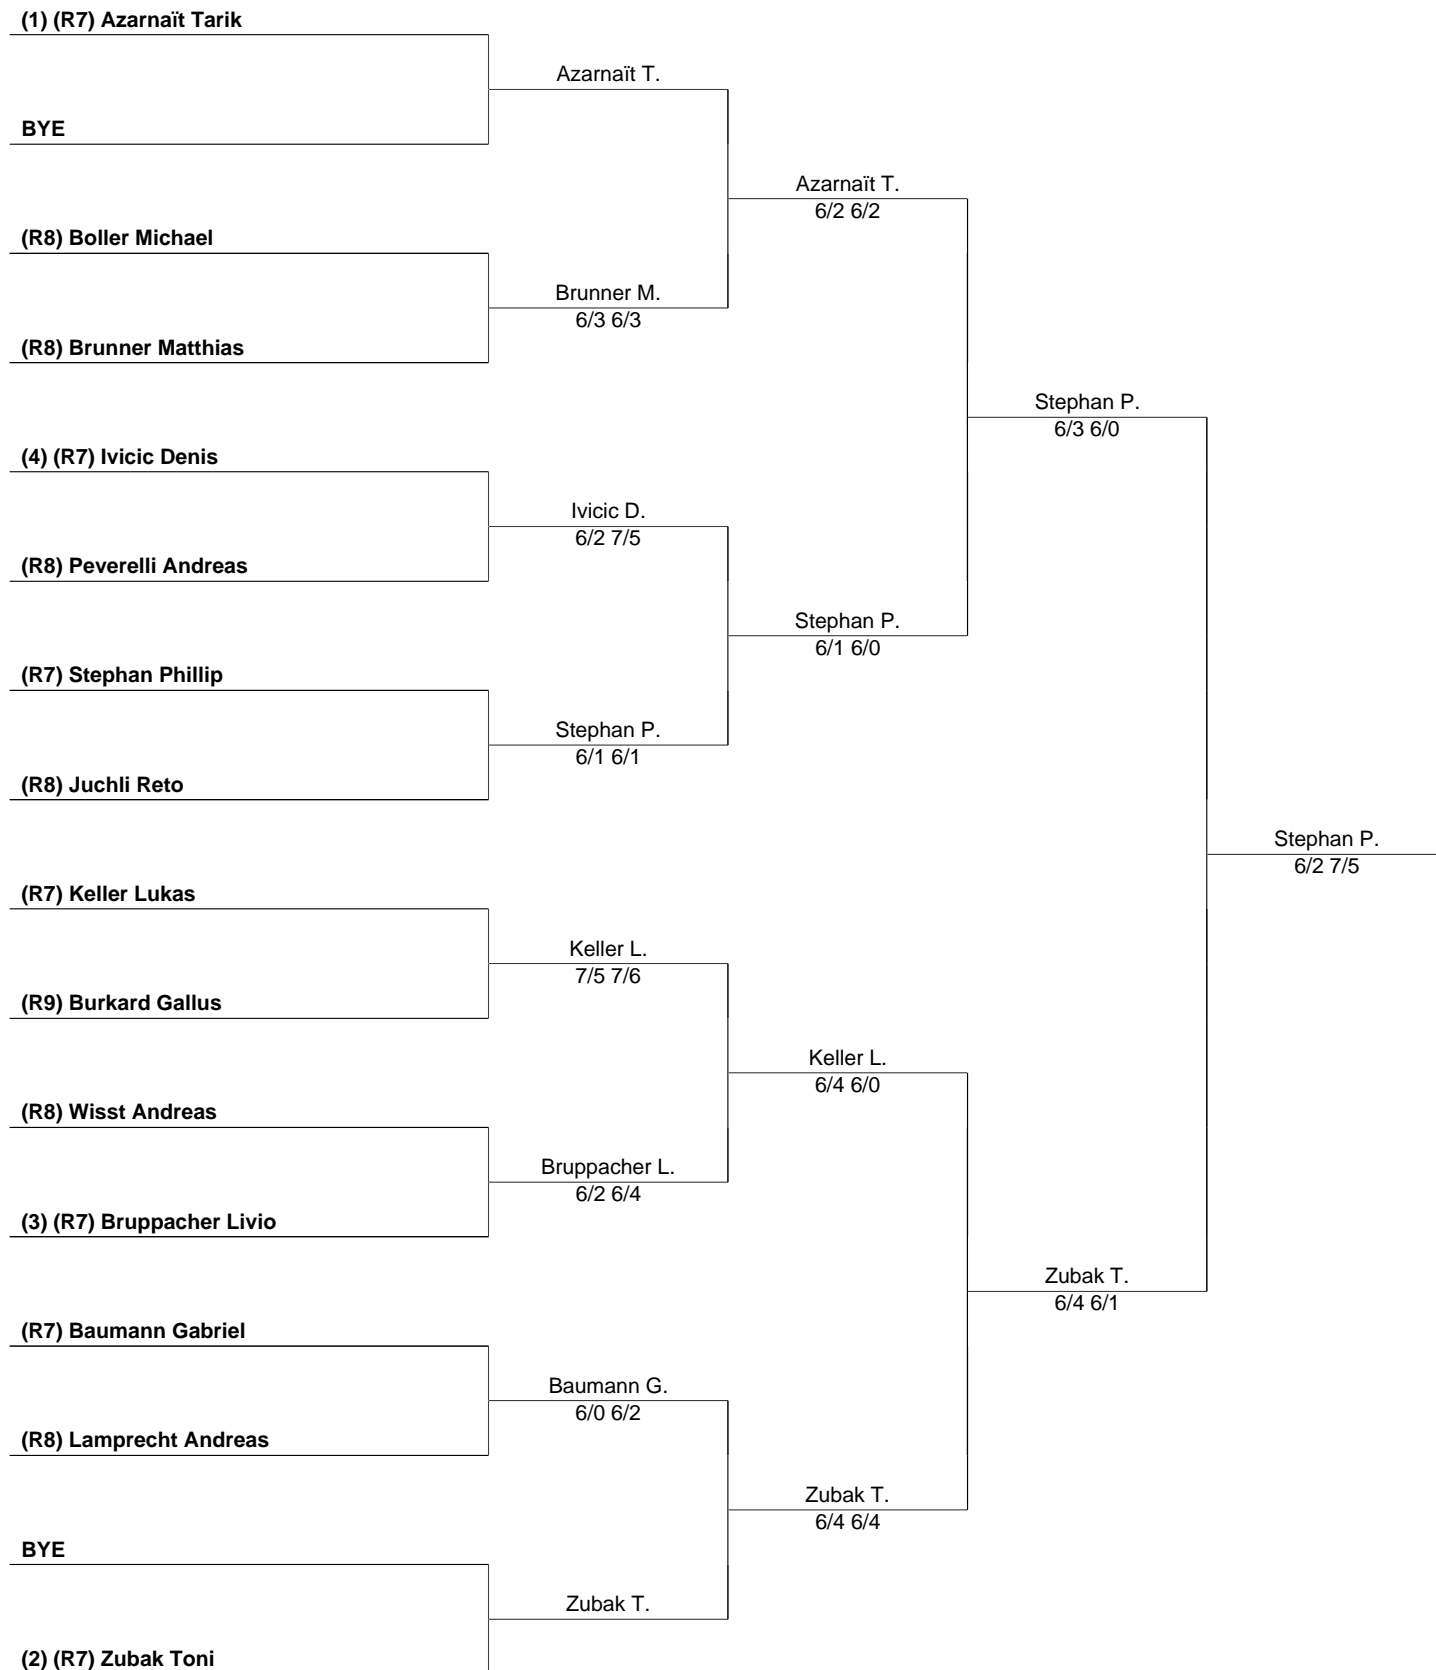 (1) (R7) Azarnaït Tarik
Azarnaït T.
BYE
Azarnaït T.
6/2 6/2
(R8) Boller Michael
Brunner M.
6/3 6/3
(R8) Brunner Matthias
Stephan P.
6/3 6/0
(4) (R7) Ivicic Denis
Ivicic D.
6/2 7/5
(R8) Peverelli Andreas
Stephan P.
6/1 6/0
(R7) Stephan Phillip
Stephan P.
6/1 6/1
(R8) Juchli Reto
Stephan P.
6/2 7/5
(R7) Keller Lukas
Keller L.
7/5 7/6
(R9) Burkard Gallus
Keller L.
6/4 6/0
(R8) Wisst Andreas
Bruppacher L.
6/2 6/4
(3) (R7) Bruppacher Livio
Zubak T.
6/4 6/1
(R7) Baumann Gabriel
Baumann G.
6/0 6/2
(R8) Lamprecht Andreas
Zubak T.
6/4 6/4
BYE
Zubak T.
(2) (R7) Zubak Toni